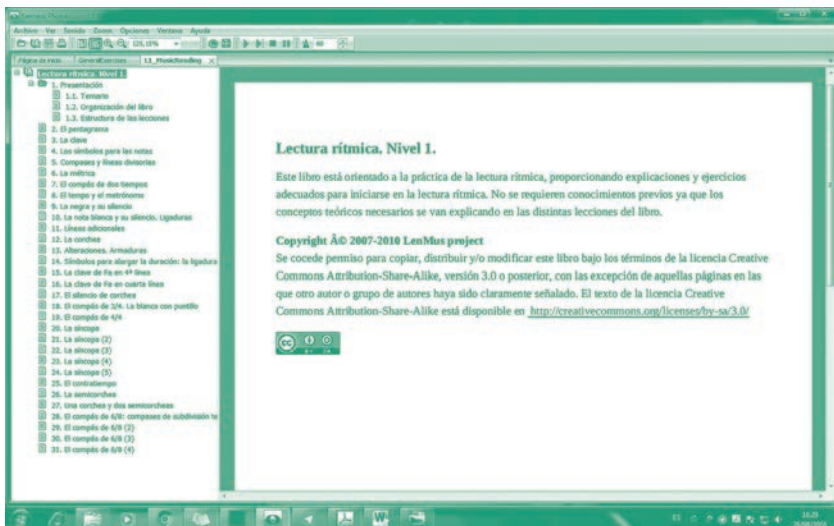 Archivo Ver Sonido Zoom Opciones Ventana Ayuda
125,13%
Página de inicio GeneralExercises L1_MusicReading
Lectura rítmica. Nivel 1.
1. Presentación
1.1. Temario
1.2. Organización del libro
1.3. Estructura de las lecciones
2. El pentagrama
3. La clave
4. Los símbolos para las notas
5. Compases y líneas divisorias
6. La métrica
7. El compás de dos tiempos
8. El tempo y el metrónomo
9. La negra y su silencio
10. La nota blanca y su silencio. Ligaduras
11. Líneas adicionales
12. La corchea
13. Alteraciones. Armaduras
14. Símbolos para alargar la duración: la ligadura
15. La clave de Fa en 4ª línea
16. La clave de Fa en cuarta línea
17. El silencio de corchea
18. El compás de 3/4. La blanca con puntillo
19. El compás de 4/4
20. La síncopa
21. La síncopa (2)
22. La síncopa (3)
23. La síncopa (4)
24. La síncopa (5)
25. El contratiempo
26. La semicorchea
27. Una corchea y dos semicorcheas
28. El compás de 6/8: compases de subdivisión te
29. El compás de 6/8 (2)
30. El compás de 6/8 (3)
31. El compás de 6/8 (4)
Lectura rítmica. Nivel 1.
Este libro está orientado a la práctica de la lectura rítmica, proporcionando explicaciones y ejercicios
adecuados para iniciarse en la lectura rítmica. No se requieren conocimientos previos ya que los
conceptos teóricos necesarios se van explicando en las distintas lecciones del libro.
Copyright Â© 2007-2010 LenMus project
Se cocede permiso para copiar, distribuir y/o modificar este libro bajo los términos de la licencia Creative
Commons Attribution-Share-Alike, versión 3.0 o posterior, con las excepción de aquellas páginas en las
que otro autor o grupo de autores haya sido claramente señalado. El texto de la licencia Creative
Commons Attribution-Share-Alike está disponible en http://creativecommons.org/licenses/by-sa/3.0/
cc
BY SA
ES